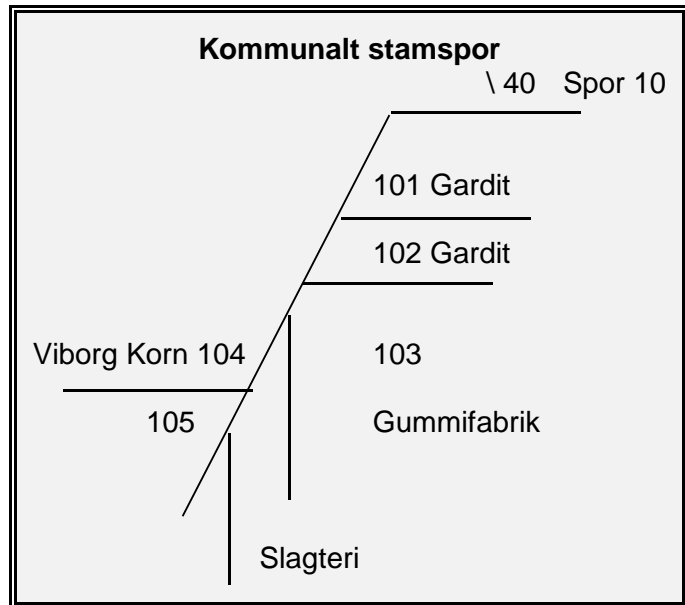 Kommunalt stamspor
\ 40 Spor 10
101 Gardit
102 Gardit
Viborg Korn 104
103
105
Gummifabrik
Slagteri